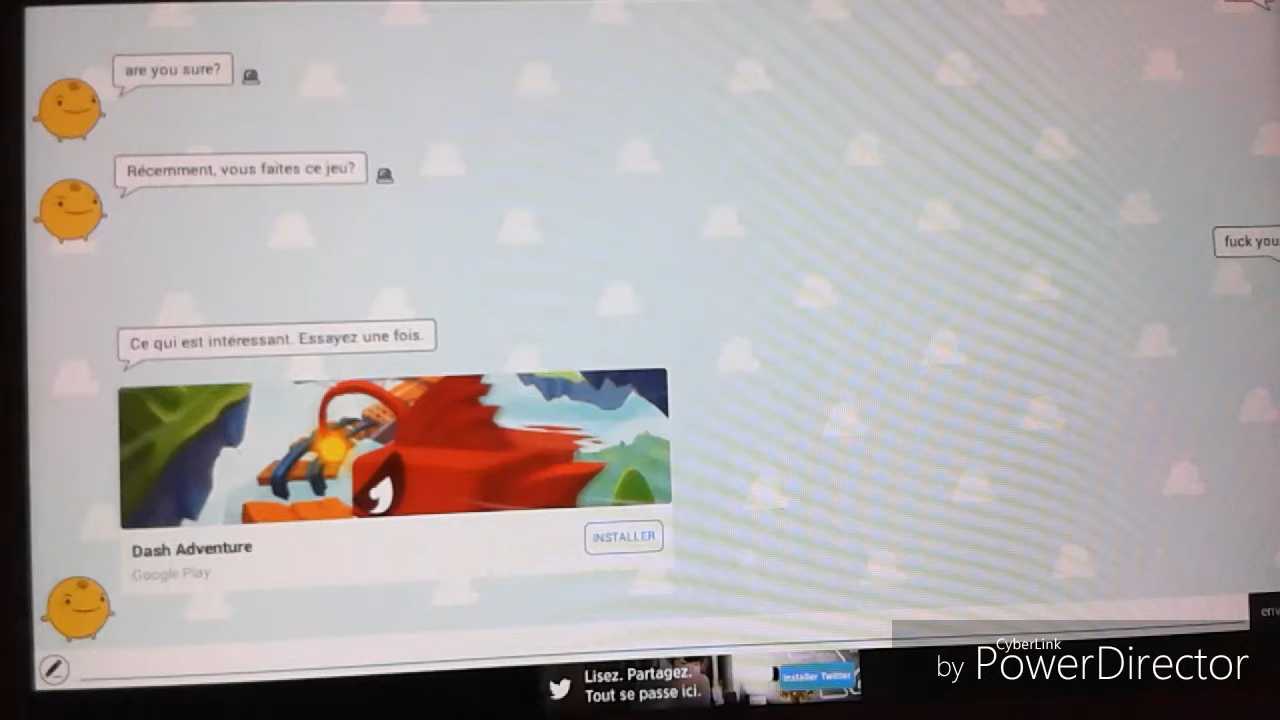 are you sure?
Récemment, vous faites ce jeu?
fuck you
Ce qui est intéressant. Essayez une fois.
Dash Adventure
INSTALLER
Google Play
Lisez. Partagez.
Tout se passe ici.
Installer Twitter
CyberLink
by PowerDirector